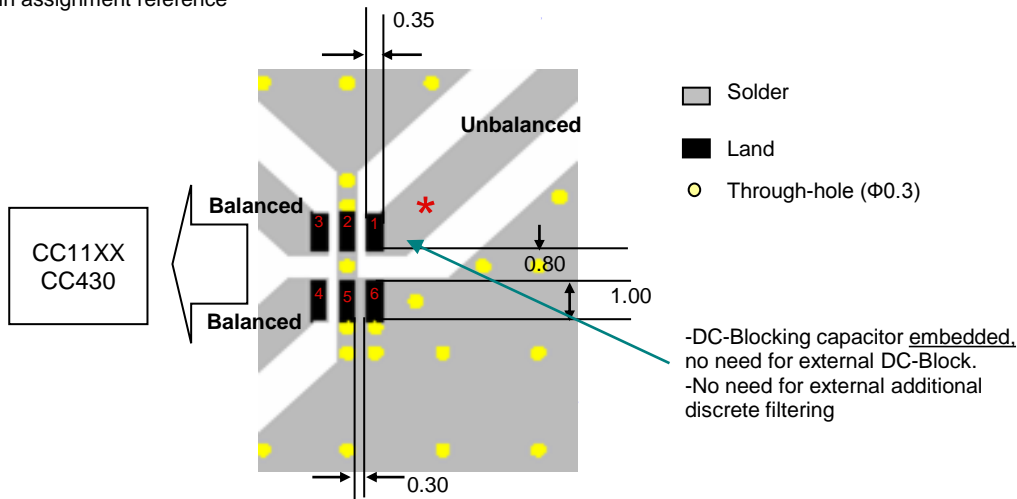 in assignment reference
0.35
Unbalanced
Solder
Land
Through-hole (Φ0.3)
Balanced
3 2 1
*
CC11XX
CC430
0.80
4 5 6
1.00
Balanced
-DC-Blocking capacitor embedded,
no need for external DC-Block.
-No need for external additional
discrete filtering
0.30